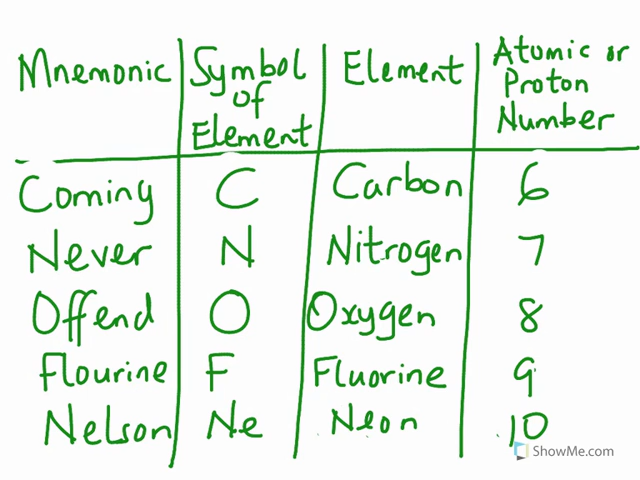 Mnemonic Symbol of Element Element Atomic or Proton Number
Coming C Carbon 6
Never N Nitrogen 7
Offend O Oxygen 8
Flourine F Fluorine 9
Nelson Ne Neon 10
ShowMe.com